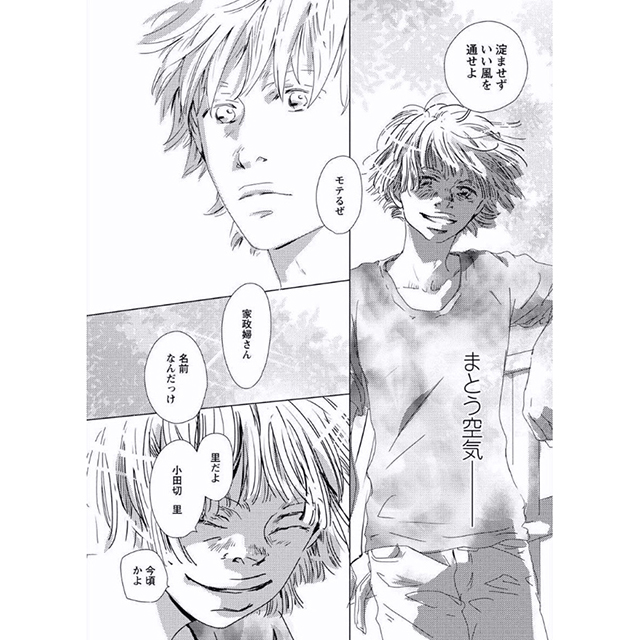 淀ませず
いい風を
通せよ
まとう空気――
モテるぜ
家政婦さん
名前
なんだっけ
里だよ
小田切 里
今頃
かよ